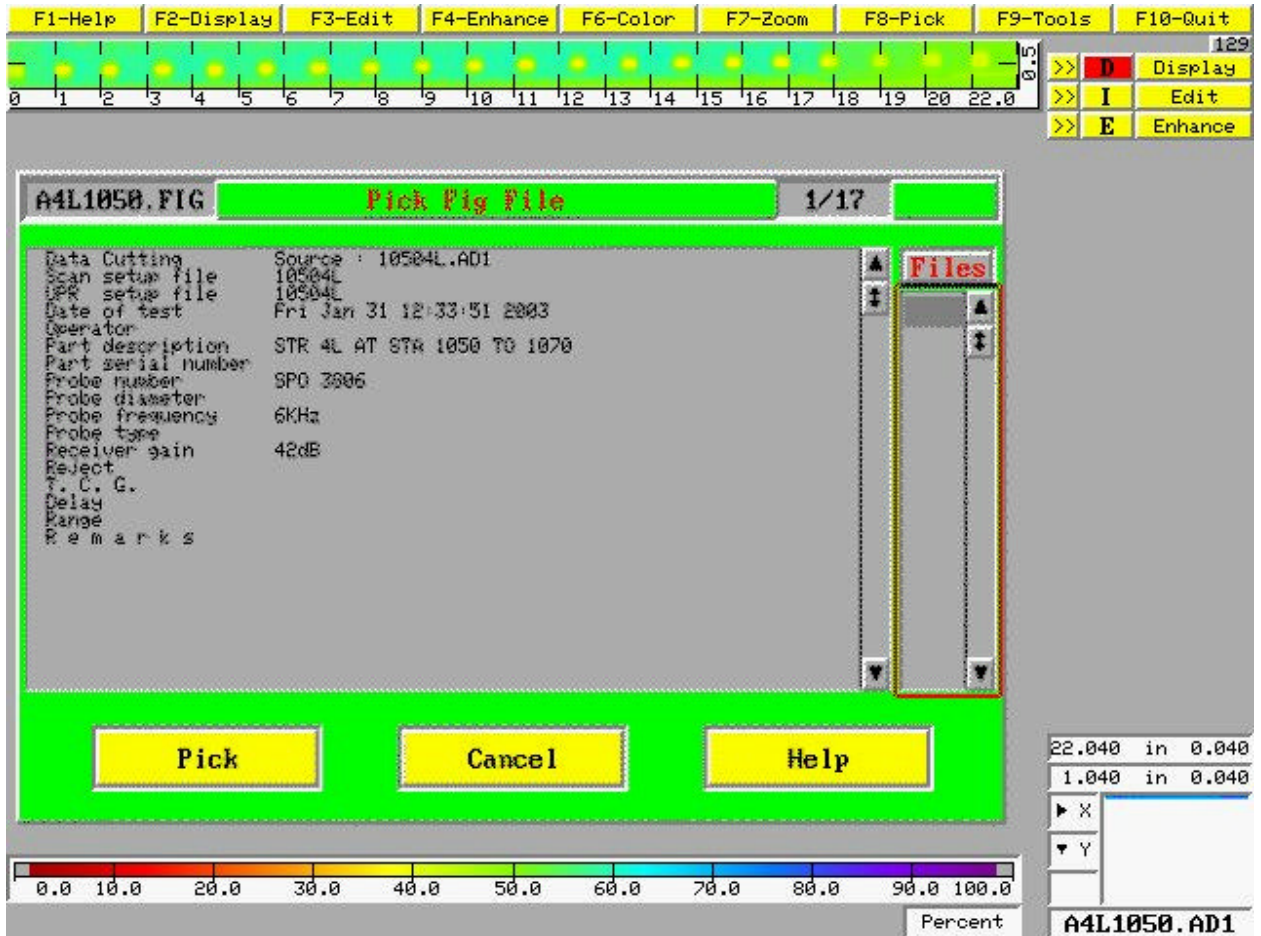 F1-Help F2-Display F3-Edit F4-Enhance F6-Color F7-Zoom F8-Pick F9-Tools F10-Quit
129
0.5
>> D Display
0 1 2 3 4 5 6 7 8 9 10 11 12 13 14 15 16 17 18 19 20 22.0
>> I Edit
>> E Enhance
A4L1050.FIG Pick Fig File 1/17
Data Cutting Source : 10504L.AD1
Files
Scan setup file 10504L
UPR setup file 10504L
Date of test Fri Jan 31 12:33:51 2003
Operator
Part description STR 4L AT STA 1050 TO 1070
Part serial number
Probe number SPO 3806
Probe diameter
Probe frequency 6KHz
Probe type
Receiver gain 42dB
Reject
T. C. G.
Delay
Range
R e m a r k s
Pick Cancel Help
22.040 in 0.040
1.040 in 0.040
X
Y
0.0 10.0 20.0 30.0 40.0 50.0 60.0 70.0 80.0 90.0 100.0
Percent
A4L1050.AD1